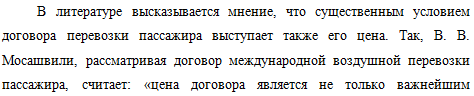 В литературе высказывается мнение, что существенным условием
договора перевозки пассажира выступает также его цена. Так, В. В.
Мосашвили, рассматривая договор международной воздушной перевозки
пассажира, считает: «цена договора является не только важнейшим